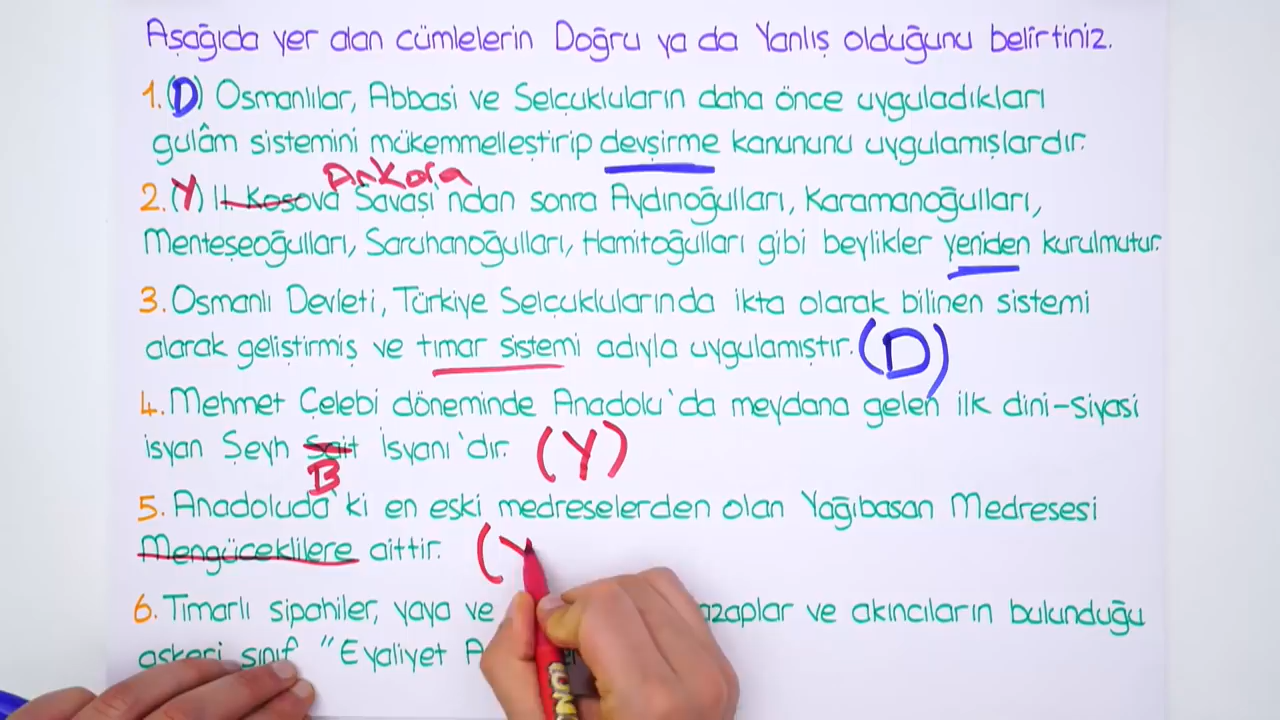 Aşağıda yer alan cümlelerin Doğru ya da Yanlış olduğunu belirtiniz.
1. (D) Osmanlılar, Abbasi ve Selçukluların daha önce uyguladıkları
gulâm sistemini mükemmelleştirip devşirme kanununu uygulamışlardır.
Ankara
2. (Y) II. Kosova Savaşı'ndan sonra Aydınoğulları, Karamanoğulları,
Menteşeoğulları, Saruhanoğulları, Hamitoğulları gibi beylikler yeniden kurulmutur.
3. Osmanlı Devleti, Türkiye Selçuklularında ikta olarak bilinen sistemi
alarak geliştirmiş ve tımar sistemi adıyla uygulamıştır. (D)
4. Mehmet Çelebi döneminde Anadolu'da meydana gelen ilk dini-siyasi
isyan Şeyh Sait İsyanı'dır. (Y)
B
5. Anadoluda'ki en eski medreselerden olan Yağıbasan Medresesi
Mengüceklilere aittir. (Y
6. Tımarlı sipahiler, yaya ve azaplar ve akıncıların bulunduğu
askeri sınıf "Eyaliyet